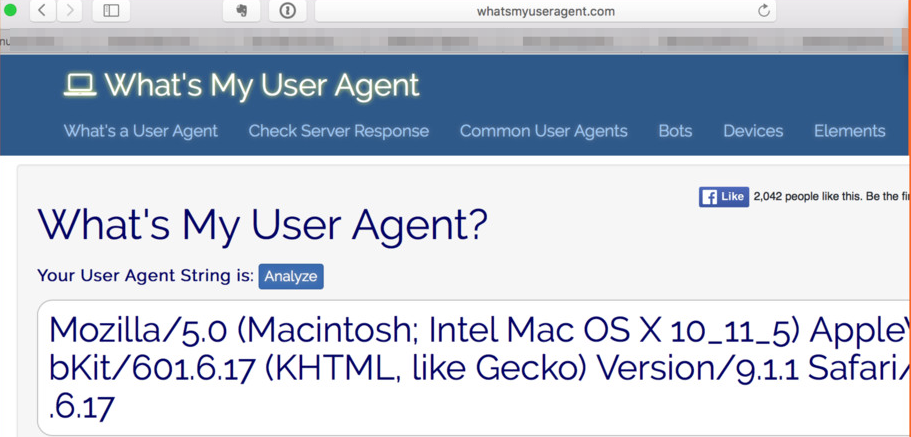 whatsmyuseragent.com
What's My User Agent
What's a User Agent Check Server Response Common User Agents Bots Devices Elements
Like 2,042 people like this. Be the fi
What's My User Agent?
Your User Agent String is: Analyze
Mozilla/5.0 (Macintosh; Intel Mac OS X 10_11_5) Apple
bKit/601.6.17 (KHTML, like Gecko) Version/9.1.1 Safari/
.6.17